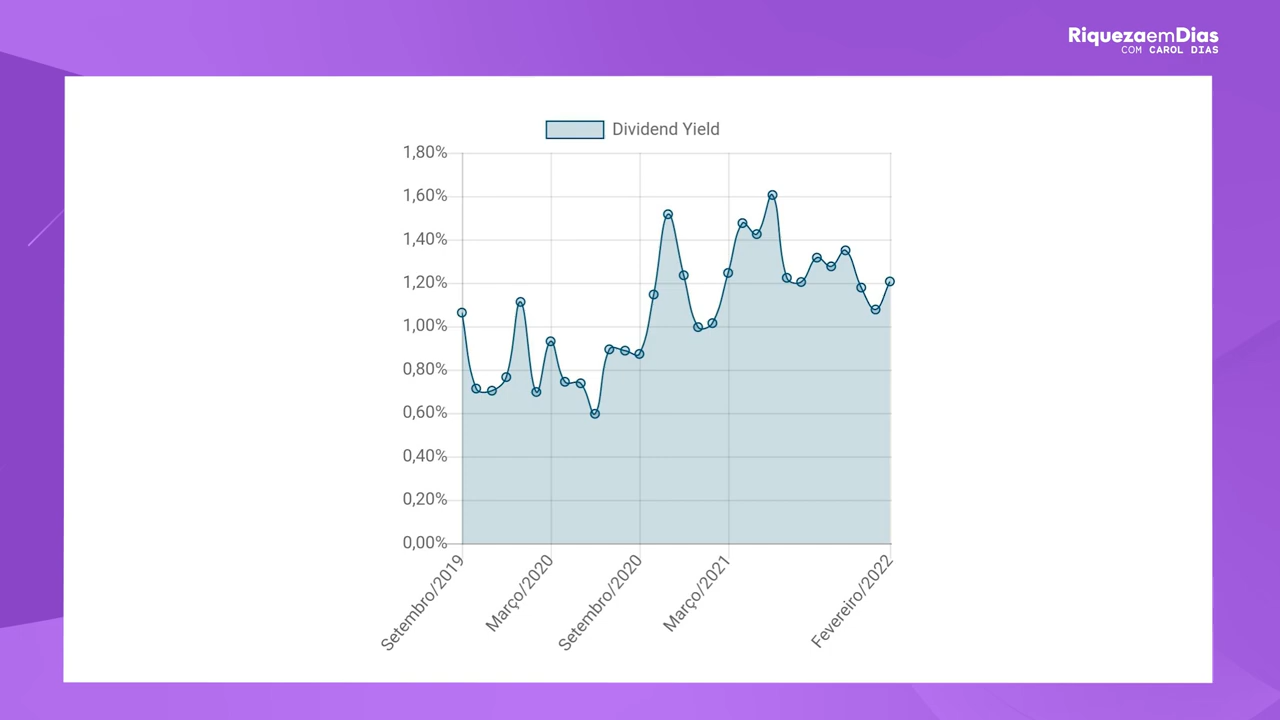 RiquezaemDias
COM CAROL DIAS
Dividend Yield
1,80%
1,60%
1,40%
1,20%
1,00%
0,80%
0,60%
0,40%
0,20%
0,00%
Setembro/2019
Março/2020
Setembro/2020
Março/2021
Fevereiro/2022